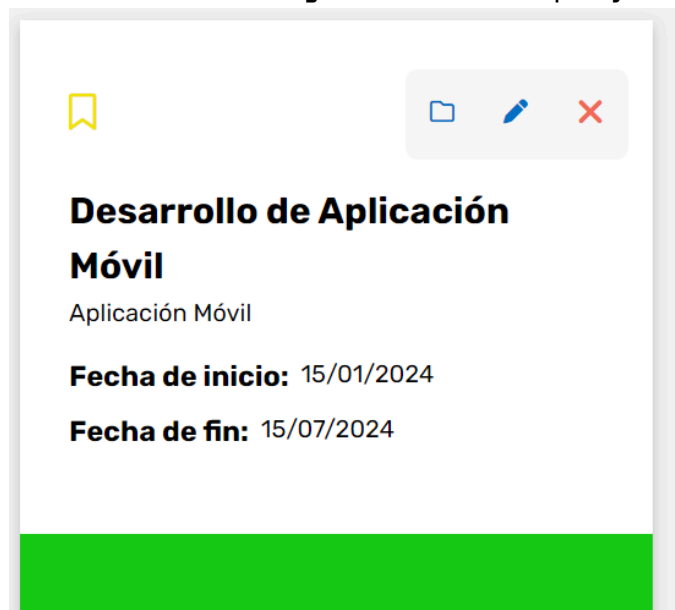 Desarrollo de Aplicación
Móvil
Aplicación Móvil
Fecha de inicio: 15/01/2024
Fecha de fin: 15/07/2024